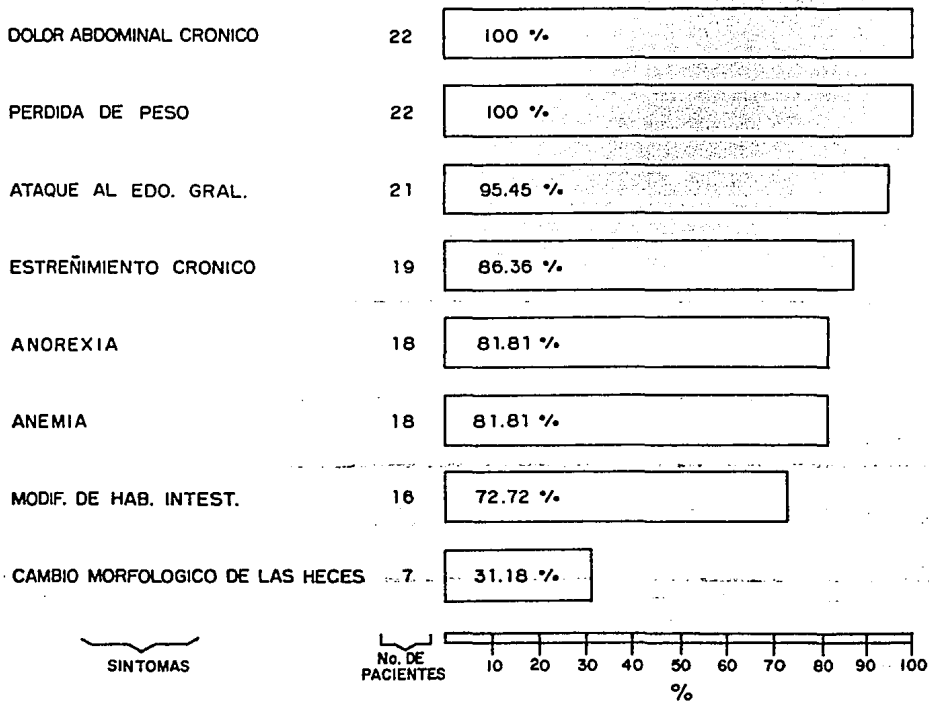 DOLOR ABDOMINAL CRONICO 22 100 %
PERDIDA DE PESO 22 100 %
ATAQUE AL EDO. GRAL. 21 95.45 %
ESTREÑIMIENTO CRONICO 19 86.36 %
ANOREXIA 18 81.81 %
ANEMIA 18 81.81 %
MODIF. DE HAB. INTEST. 16 72.72 %
CAMBIO MORFOLOGICO DE LAS HECES 7 31.18 %
SINTOMAS
No. DE
PACIENTES
10 20 30 40 50 60 70 80 90 100
%